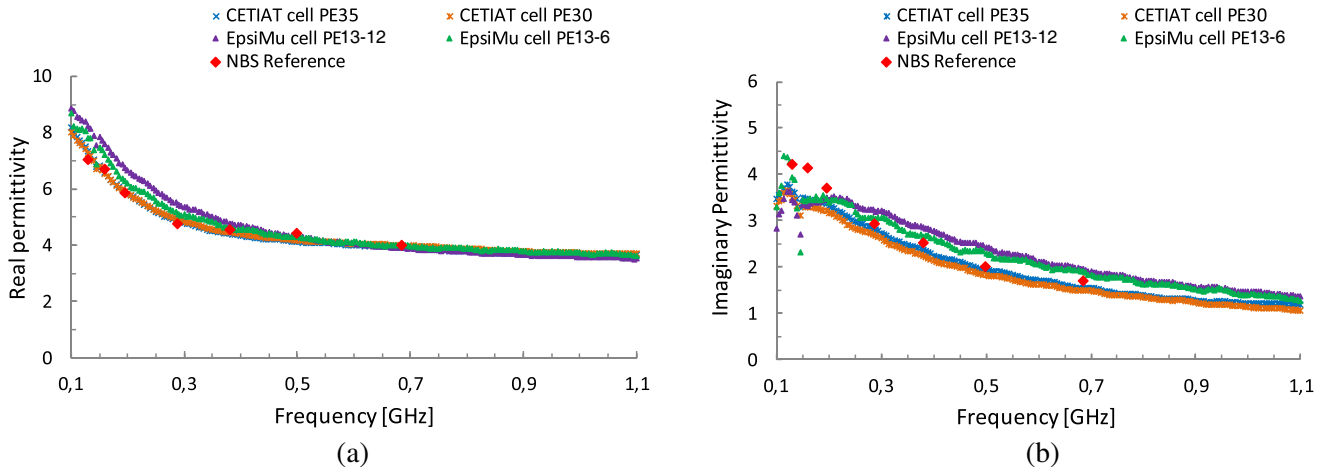 CETIAT cell PE35 CETIAT cell PE30
EpsiMu cell PE13-12 EpsiMu cell PE13-6
NBS Reference
10
8
6
4
2
0
Real permittivity
0,1 0,3 0,5 0,7 0,9 1,1
Frequency [GHz]
(a)
CETIAT cell PE35 CETIAT cell PE30
EpsiMu cell PE13-12 EpsiMu cell PE13-6
NBS Reference
6
5
4
3
2
1
0
Imaginary Permittivity
0,1 0,3 0,5 0,7 0,9 1,1
Frequency [GHz]
(b)